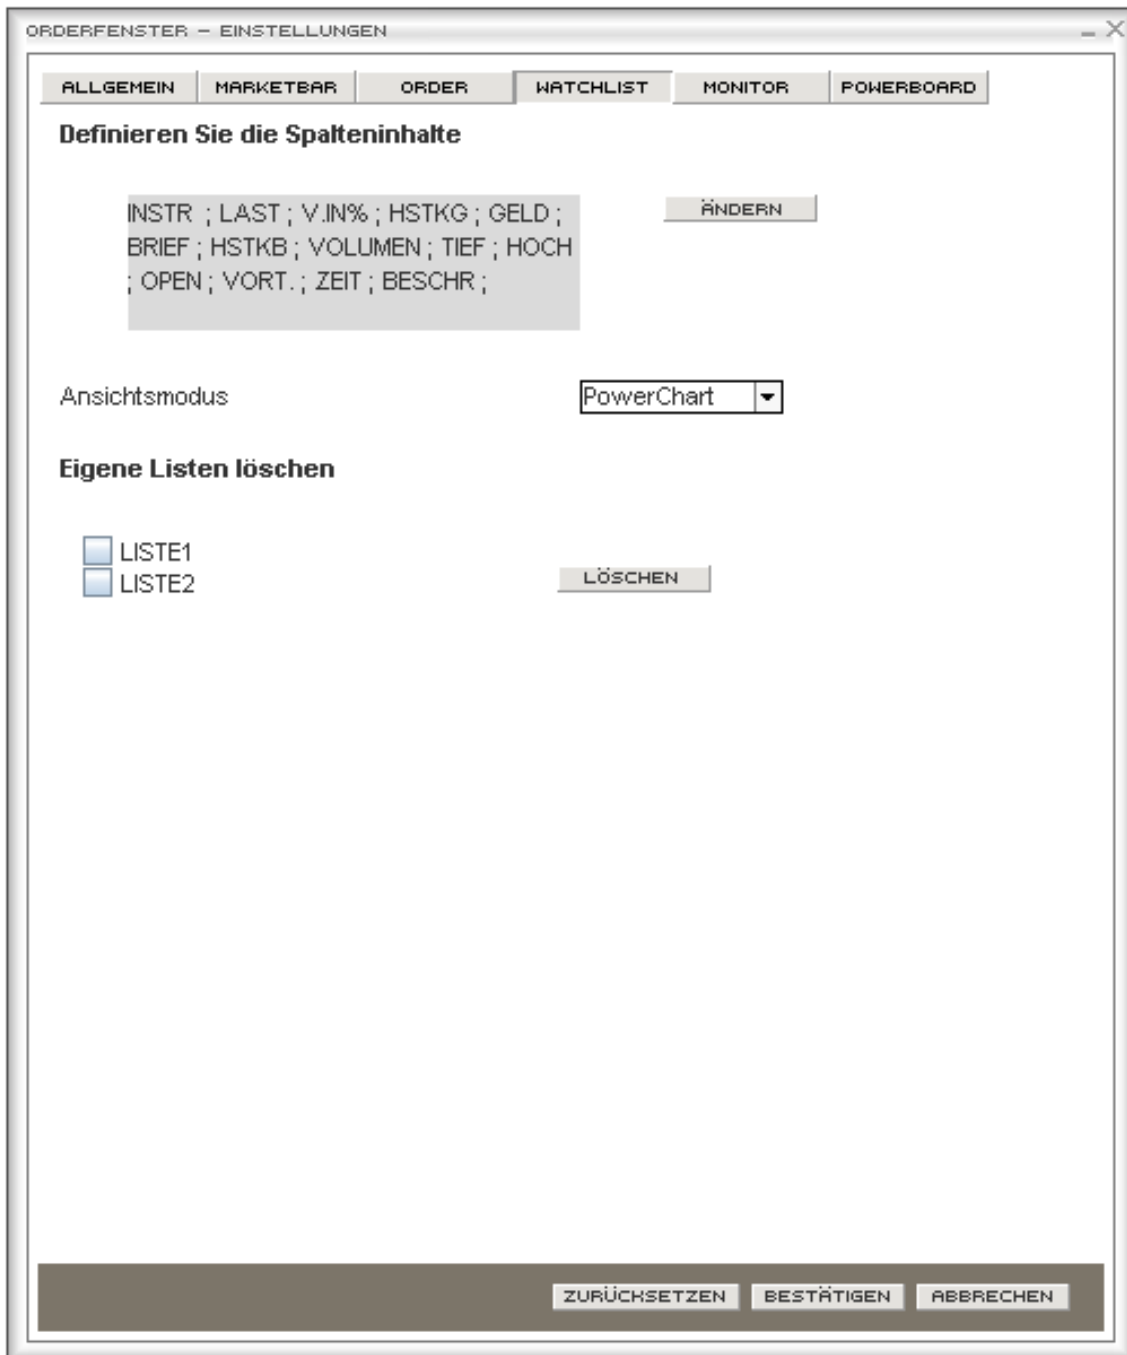 ORDERFENSTER – EINSTELLUNGEN
ALLGEMEIN MARKETBAR ORDER WATCHLIST MONITOR POWERBOARD
Definieren Sie die Spalteninhalte
INSTR ; LAST ; V.IN% ; HSTKG ; GELD ;
BRIEF ; HSTKB ; VOLUMEN ; TIEF ; HOCH
; OPEN ; VORT. ; ZEIT ; BESCHR ;
ÄNDERN
Ansichtsmodus PowerChart
Eigene Listen löschen
LISTE1
LISTE2
LÖSCHEN
ZURÜCKSETZEN BESTÄTIGEN ABBRECHEN